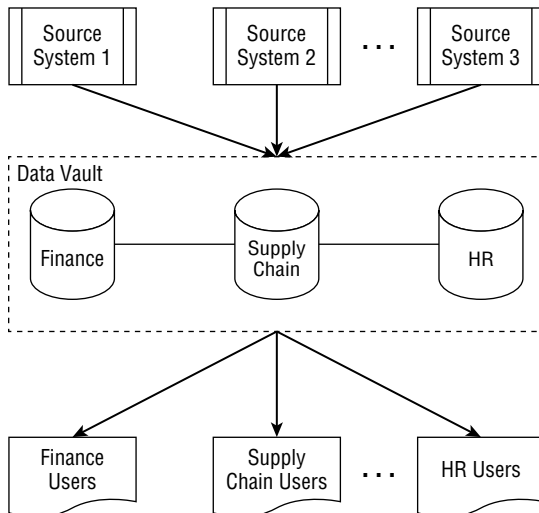 Source
System 1
Source
System 2
...
Source
System 3
Data Vault
Finance
Supply
Chain
HR
Finance
Users
Supply
Chain Users
...
HR Users